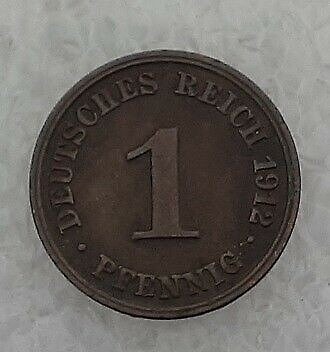 DEUTSCHES REICH 1912
1
· PFENNIG ·